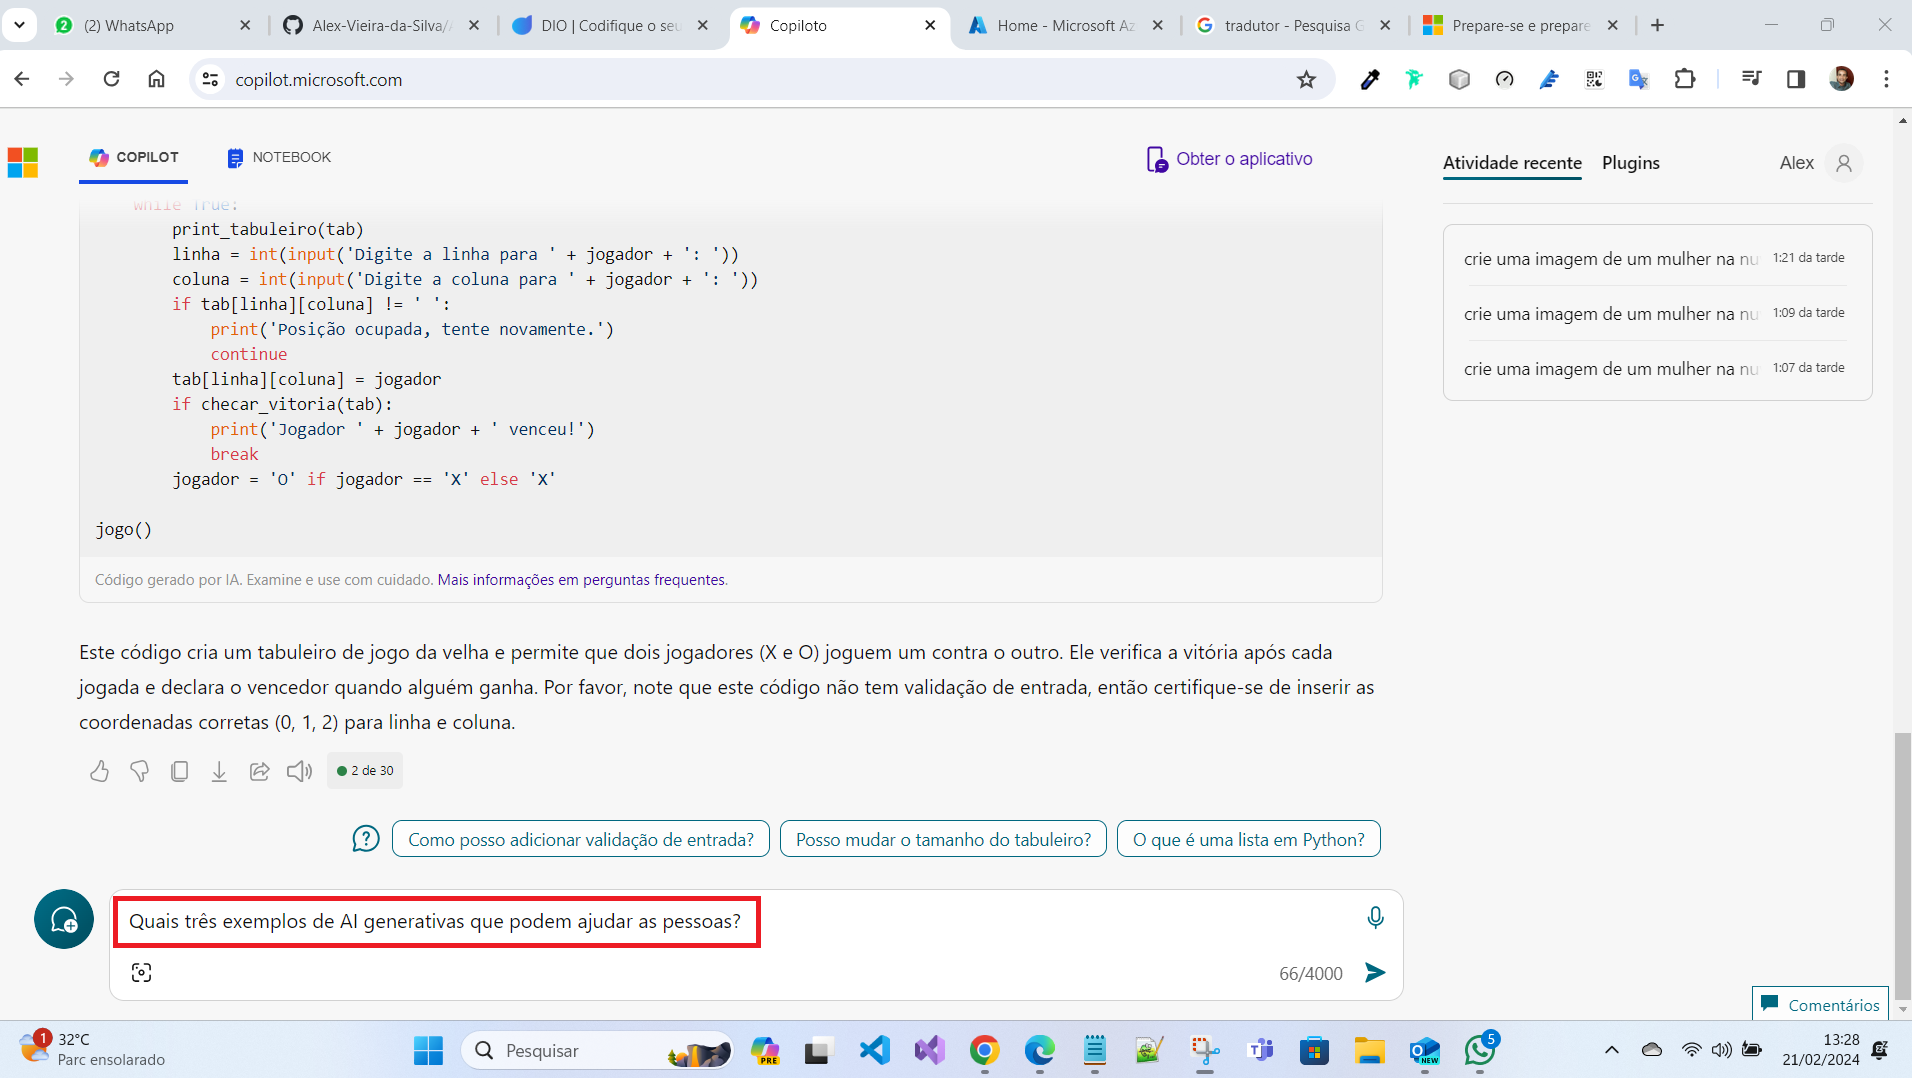 (2) WhatsApp
Alex-Vieira-da-Silva/
DIO | Codifique o seu
Copiloto
Home - Microsoft Az
tradutor - Pesquisa G
Prepare-se e prepare
copilot.microsoft.com
COPILOT
NOTEBOOK
Obter o aplicativo
Atividade recente
Plugins
Alex
while True:
print_tabuleiro(tab)
linha = int(input('Digite a linha para ' + jogador + ': '))
coluna = int(input('Digite a coluna para ' + jogador + ': '))
if tab[linha][coluna] != ' ':
print('Posição ocupada, tente novamente.')
continue
tab[linha][coluna] = jogador
if checar_vitoria(tab):
print('Jogador ' + jogador + ' venceu!')
break
jogador = 'O' if jogador == 'X' else 'X'
jogo()
Código gerado por IA. Examine e use com cuidado. Mais informações em perguntas frequentes.
crie uma imagem de um mulher na nu 1:21 da tarde
crie uma imagem de um mulher na nu 1:09 da tarde
crie uma imagem de um mulher na nu 1:07 da tarde
Este código cria um tabuleiro de jogo da velha e permite que dois jogadores (X e O) joguem um contra o outro. Ele verifica a vitória após cada
jogada e declara o vencedor quando alguém ganha. Por favor, note que este código não tem validação de entrada, então certifique-se de inserir as
coordenadas corretas (0, 1, 2) para linha e coluna.
2 de 30
Como posso adicionar validação de entrada?
Posso mudar o tamanho do tabuleiro?
O que é uma lista em Python?
Quais três exemplos de AI generativas que podem ajudar as pessoas?
66/4000
Comentários
1
32°C
Parc ensolarado
Pesquisar
PRE
NEW
5
13:28
21/02/2024